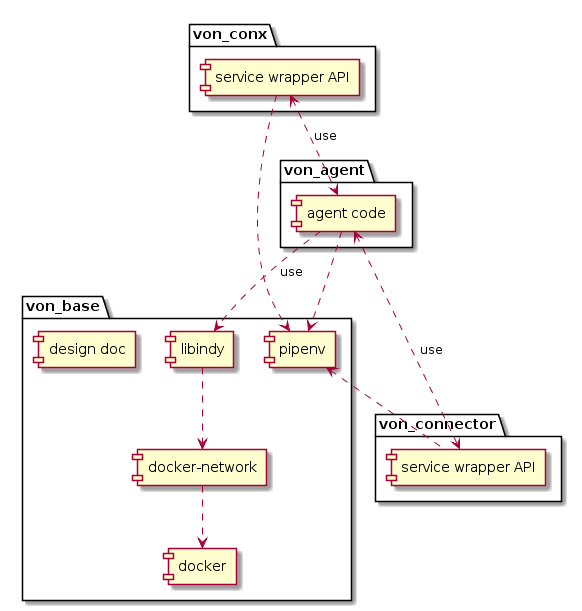 von_conx
service wrapper API
use
von_agent
agent code
use
von_base
design doc
libindy
pipenv
use
von_connector
docker-network
service wrapper API
docker